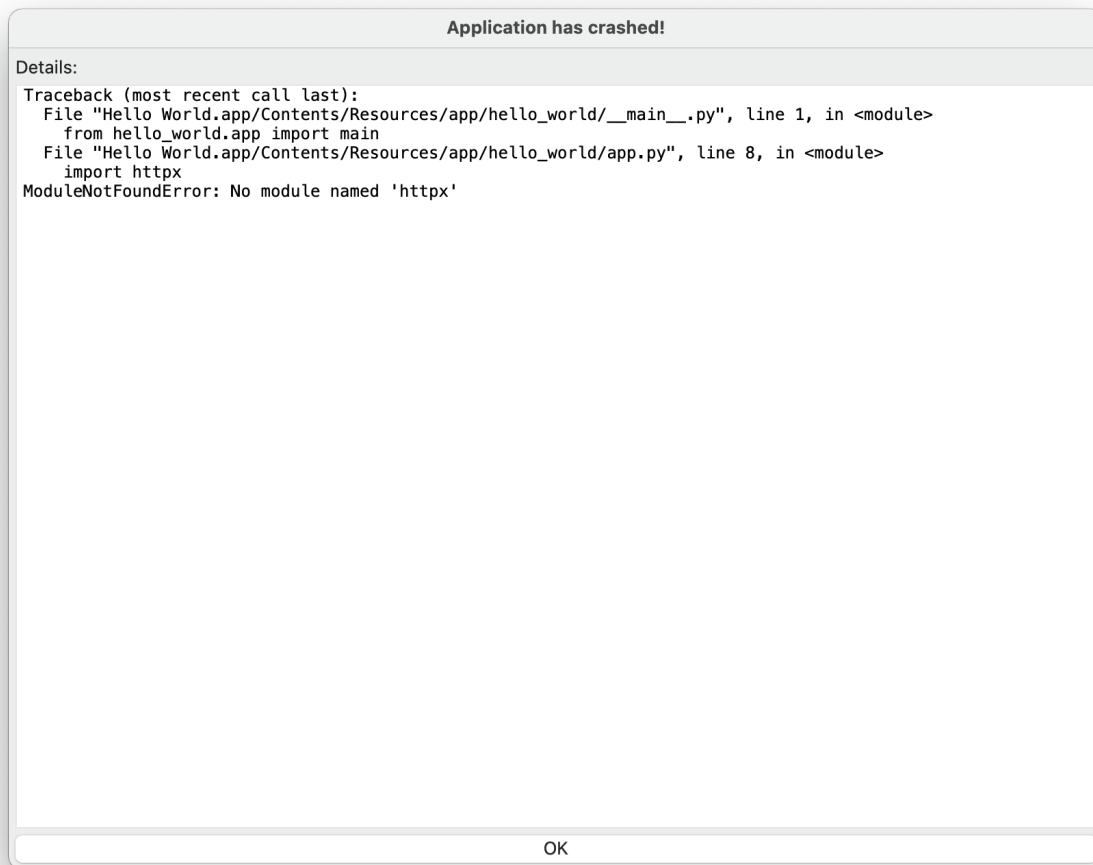 Application has crashed!
Details:
Traceback (most recent call last):
  File "Hello World.app/Contents/Resources/app/hello_world/__main__.py", line 1, in <module>
    from hello_world.app import main
  File "Hello World.app/Contents/Resources/app/hello_world/app.py", line 8, in <module>
    import httpx
ModuleNotFoundError: No module named 'httpx'
OK